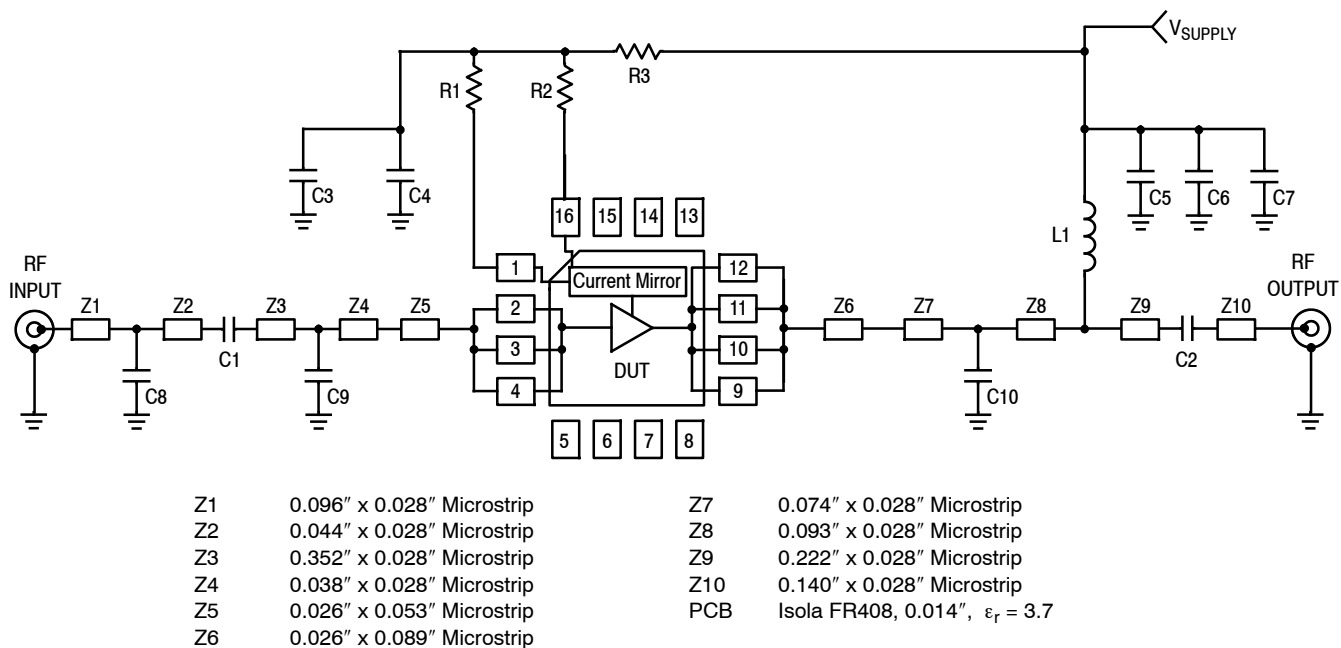 V_SUPPLY
R3
R1
R2
C3
C4
C5
C6
C7
16
15
14
13
L1
RF
INPUT
RF
OUTPUT
1
Current Mirror
12
Z1
Z2
Z3
Z4
Z5
2
11
Z6
Z7
Z8
Z9
Z10
3
10
C1
DUT
C2
C8
C9
4
9
C10
5
6
7
8
Z1 0.096″ x 0.028″ Microstrip
Z2 0.044″ x 0.028″ Microstrip
Z3 0.352″ x 0.028″ Microstrip
Z4 0.038″ x 0.028″ Microstrip
Z5 0.026″ x 0.053″ Microstrip
Z6 0.026″ x 0.089″ Microstrip
Z7 0.074″ x 0.028″ Microstrip
Z8 0.093″ x 0.028″ Microstrip
Z9 0.222″ x 0.028″ Microstrip
Z10 0.140″ x 0.028″ Microstrip
PCB Isola FR408, 0.014″, ε_r = 3.7